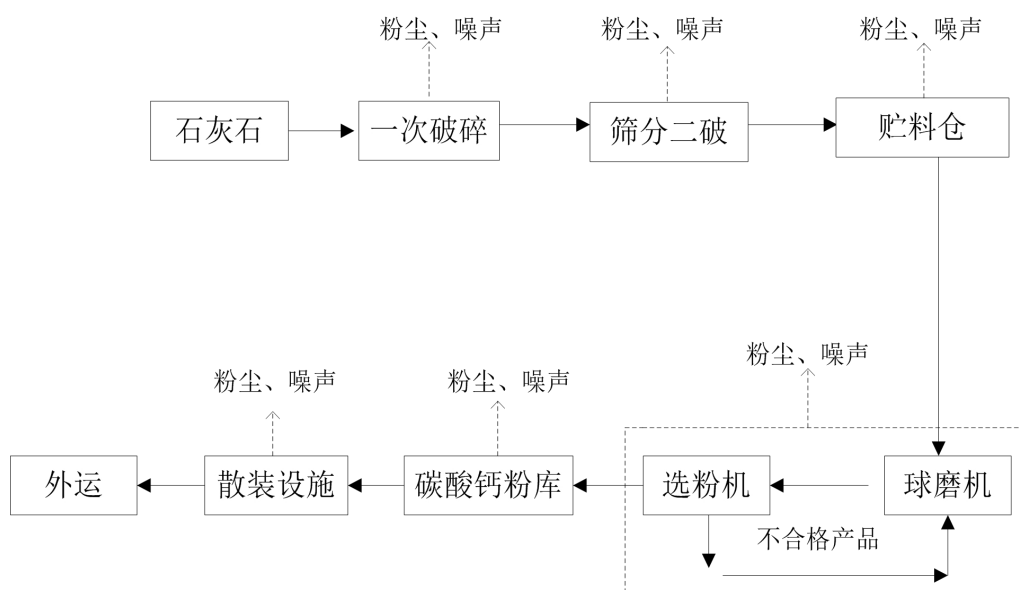 粉尘、噪声
粉尘、噪声
粉尘、噪声
石灰石
一次破碎
筛分二破
贮料仓
粉尘、噪声
粉尘、噪声
粉尘、噪声
外运
散装设施
碳酸钙粉库
选粉机
球磨机
不合格产品